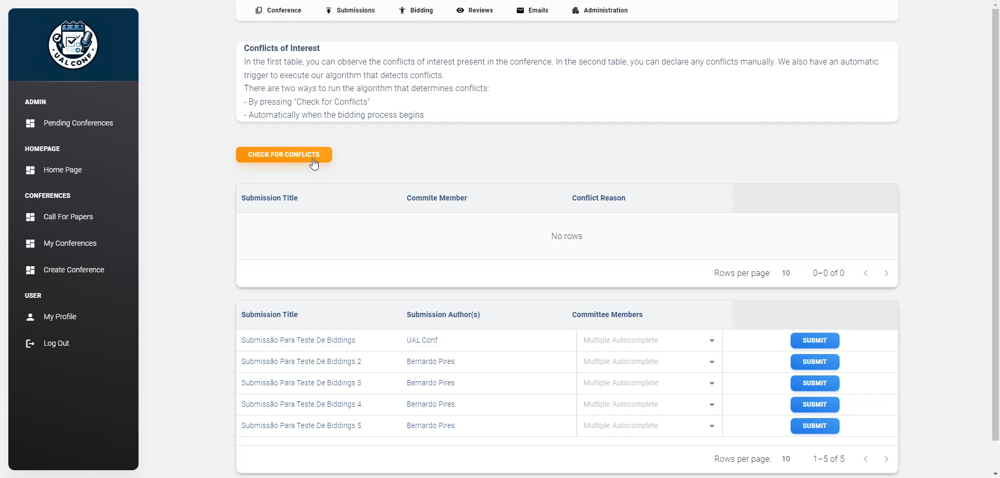 UAL CONF
ADMIN
Pending Conferences
HOMEPAGE
Home Page
CONFERENCES
Call For Papers
My Conferences
Create Conference
USER
My Profile
Log Out
Conference Submissions Bidding Reviews Emails Administration
Conflicts of Interest
In the first table, you can observe the conflicts of interest present in the conference. In the second table, you can declare any conflicts manually. We also have an automatic
trigger to execute our algorithm that detects conflicts.
There are two ways to run the algorithm that determines conflicts:
- By pressing "Check for Conflicts"
- Automatically when the bidding process begins
CHECK FOR CONFLICTS
Submission Title Commite Member Conflict Reason
No rows
Rows per page: 10 0–0 of 0
Submission Title Submission Author(s) Committee Members
Submissão Para Teste De Biddings UAL Conf Multiple Autocomplete SUBMIT
Submissão Para Teste De Biddings 2 Bernardo Pires Multiple Autocomplete SUBMIT
Submissão Para Teste De Biddings 3 Bernardo Pires Multiple Autocomplete SUBMIT
Submissão Para Teste De Biddings 4 Bernardo Pires Multiple Autocomplete SUBMIT
Submissão Para Teste De Biddings 5 Bernardo Pires Multiple Autocomplete SUBMIT
Rows per page: 10 1–5 of 5